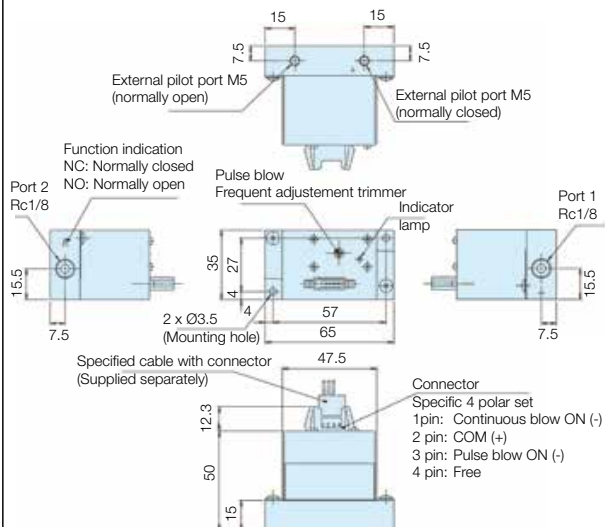 15
15
7.5
7.5
External pilot port M5
(normally open)
External pilot port M5
(normally closed)
Function indication
NC: Normally closed
NO: Normally open
Port 2
Rc1/8
Pulse blow
Frequent adjustement trimmer
Indicator
lamp
Port 1
Rc1/8
15.5
7.5
35
27
4
4
57
65
2 x Ø3.5
(Mounting hole)
15.5
7.5
47.5
Specified cable with connector
(Supplied separately)
12.3
50
15
Connector
Specific 4 polar set
1pin: Continuous blow ON (-)
2 pin: COM (+)
3 pin: Pulse blow ON (-)
4 pin: Free